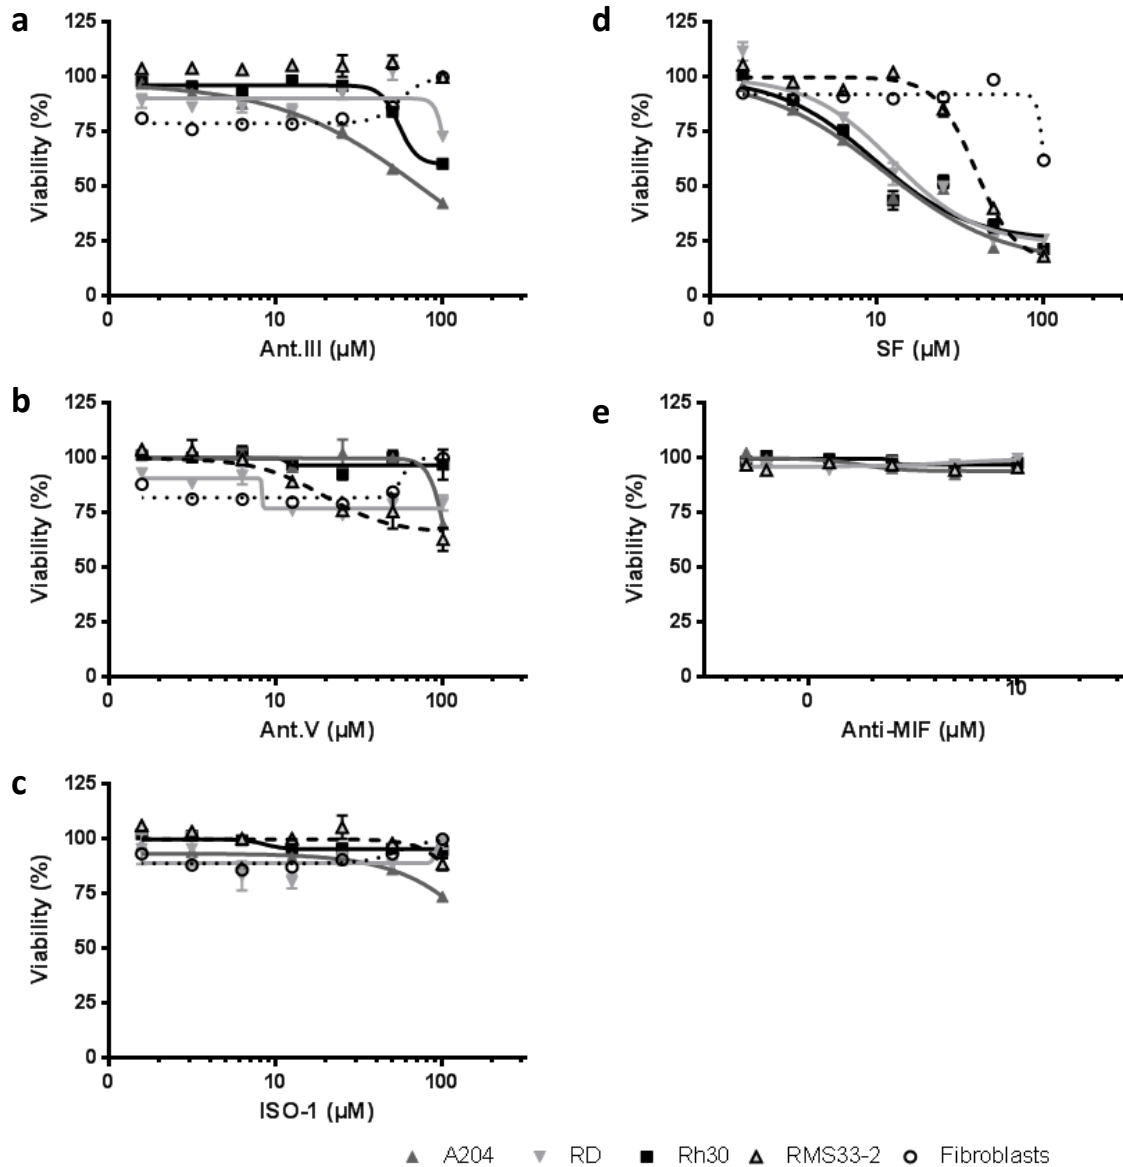 a
125
100
75
50
25
0
Viability (%)
0 10 100
Ant.III (µM)
d
125
100
75
50
25
0
Viability (%)
0 10 100
SF (µM)
b
125
100
75
50
25
0
Viability (%)
0 10 100
Ant.V (µM)
e
125
100
75
50
25
0
Viability (%)
0 10
Anti-MIF (µM)
c
125
100
75
50
25
0
Viability (%)
0 10 100
ISO-1 (µM)
A204 RD Rh30 RMS33-2 Fibroblasts